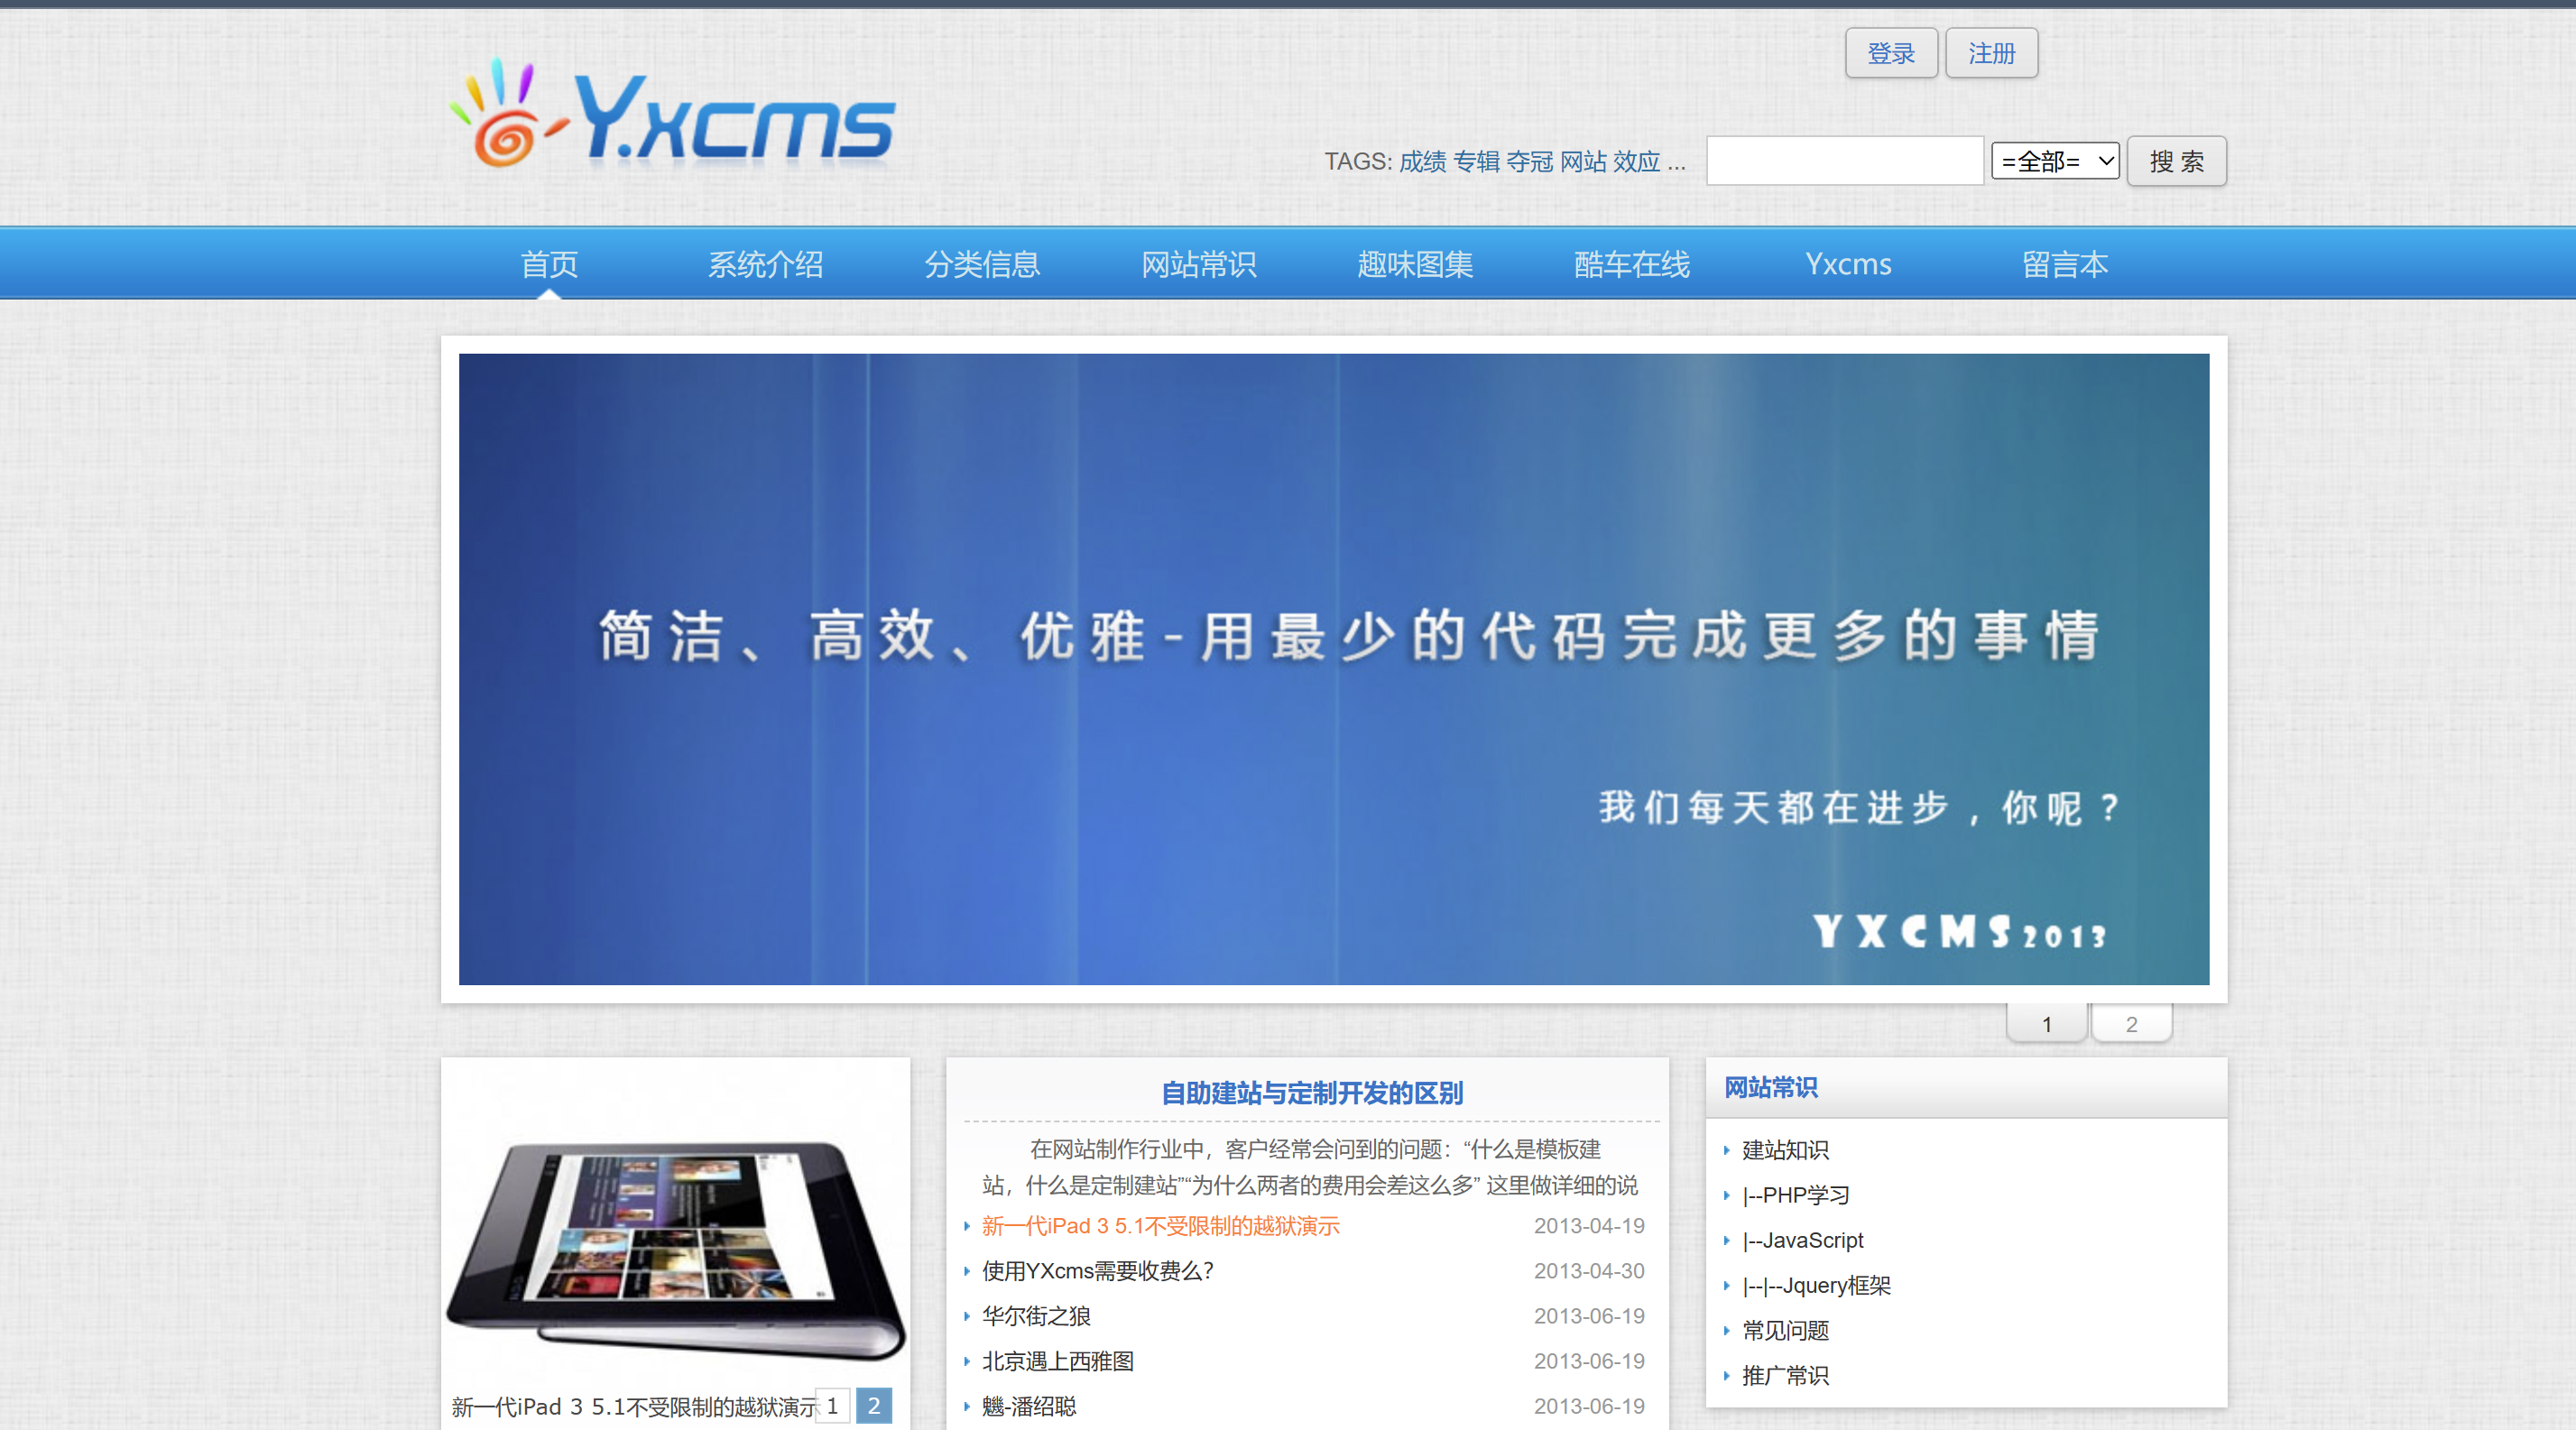 登录 注册
Y.xcms
TAGS: 成绩 专辑 夺冠 网站 效应 ... =全部= 搜 索
首页 系统介绍 分类信息 网站常识 趣味图集 酷车在线 Yxcms 留言本
简洁、高效、优雅-用最少的代码完成更多的事情
我们每天都在进步，你呢？
YXCMS2013
1 2
新一代iPad 3 5.1不受限制的越狱演示
1 2
自助建站与定制开发的区别
在网站制作行业中，客户经常会问到的问题：“什么是模板建
站，什么是定制建站”“为什么两者的费用会差这么多” 这里做详细的说
新一代iPad 3 5.1不受限制的越狱演示 2013-04-19
使用YXcms需要收费么? 2013-04-30
华尔街之狼 2013-06-19
北京遇上西雅图 2013-06-19
魕-潘绍聪 2013-06-19
网站常识
建站知识
|--PHP学习
|--JavaScript
|--|--Jquery框架
常见问题
推广常识